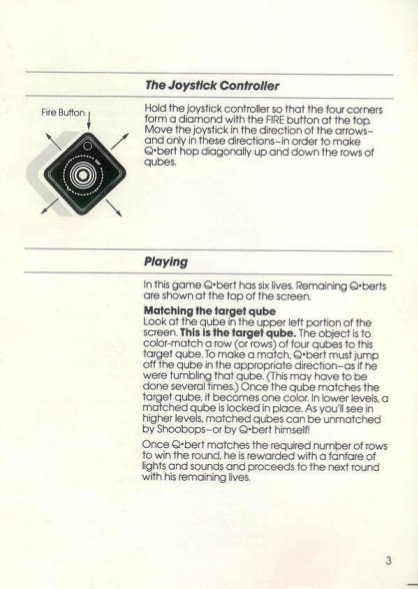 The Joystick Controller
Fire Button
Hold the joystick controller so that the four corners
form a diamond with the FIRE button at the top.
Move the joystick in the direction of the arrows–
and only in these directions–in order to make
Q*bert hop diagonally up and down the rows of
qubes.
Playing
In this game Q*bert has six lives. Remaining Q*berts
are shown at the top of the screen.
Matching the target qube
Look at the qube in the upper left portion of the
screen. This is the target qube. The object is to
color-match a row (or rows) of four qubes to this
target qube. To make a match, Q*bert must jump
off the qube in the appropriate direction–as if he
were tumbling that qube. (This may have to be
done several times.) Once the qube matches the
target qube, it becomes one color. In lower levels, a
matched qube is locked in place. As you'll see in
higher levels, matched qubes can be unmatched
by Shoobops–or by Q*bert himself!
Once Q*bert matches the required number of rows
to win the round, he is rewarded with a fanfare of
lights and sounds and proceeds to the next round
with his remaining lives.
3